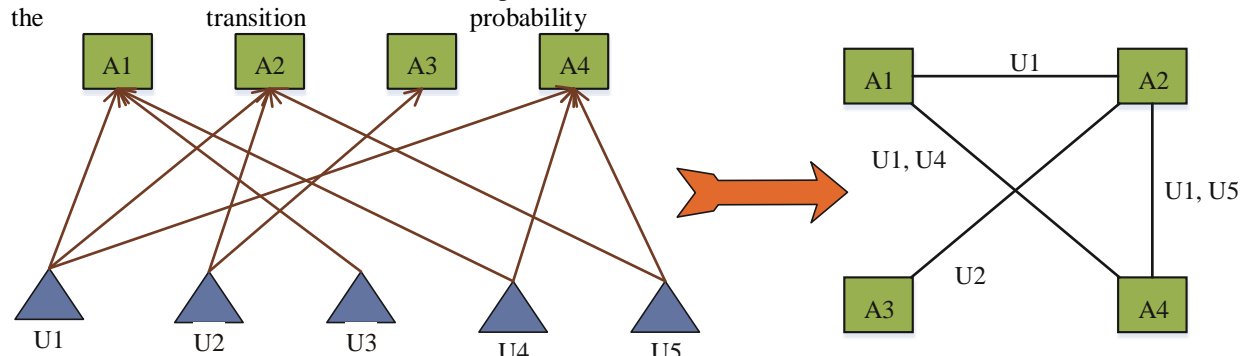 the transition probability
A1 A2 A3 A4
A1 U1 A2
U1, U4
U1, U5
U2
A3 A4
U1 U2 U3 U4 U5